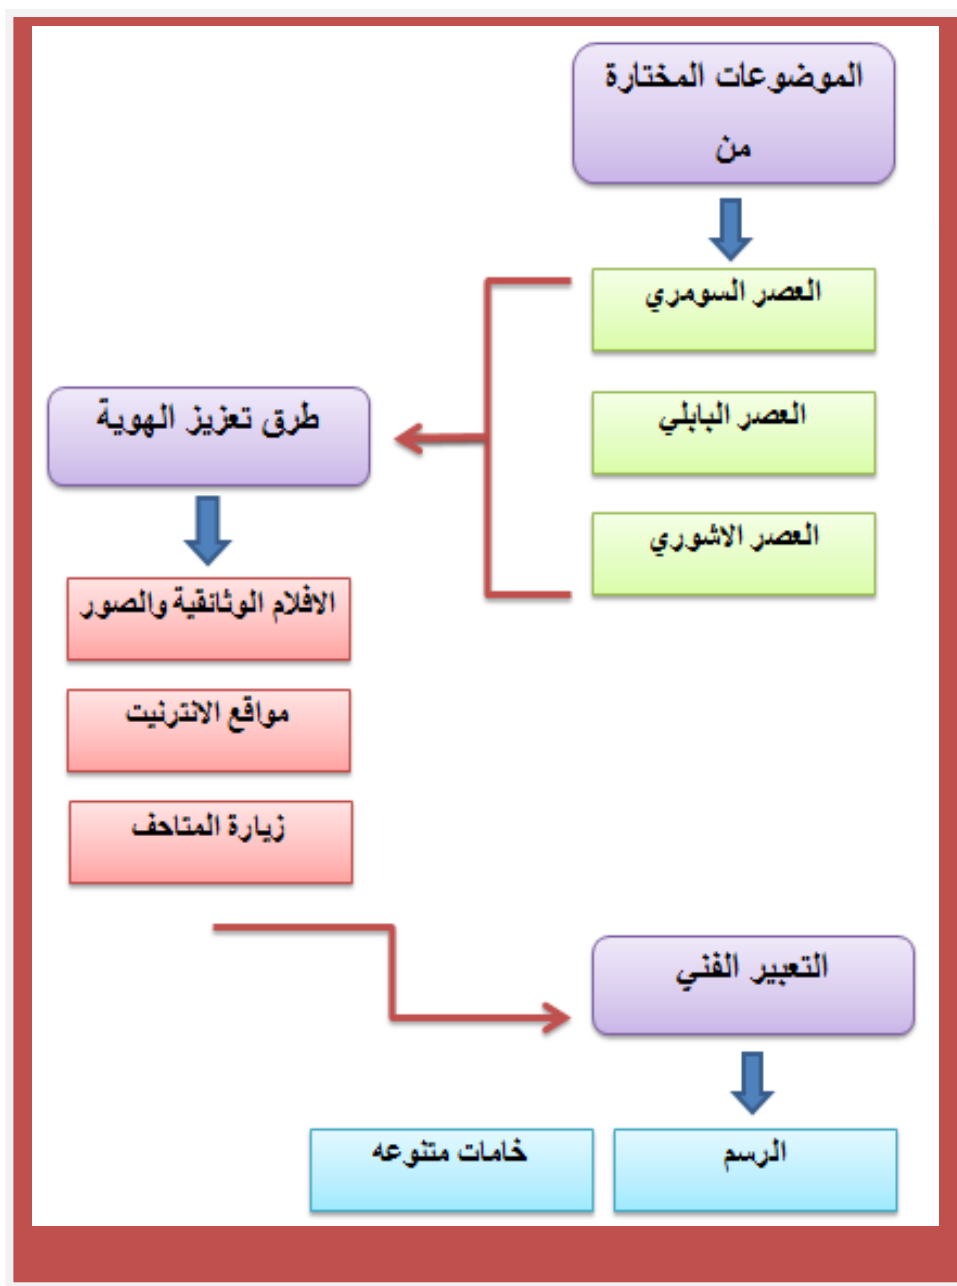 الموضوعات المختارة
من
العصر السومري
العصر البابلي
العصر الاشوري
طرق تعزيز الهوية
الافلام الوثائقية والصور
مواقع الانترنيت
زيارة المتاحف
التعبير الفني
الرسم
خامات متنوعه